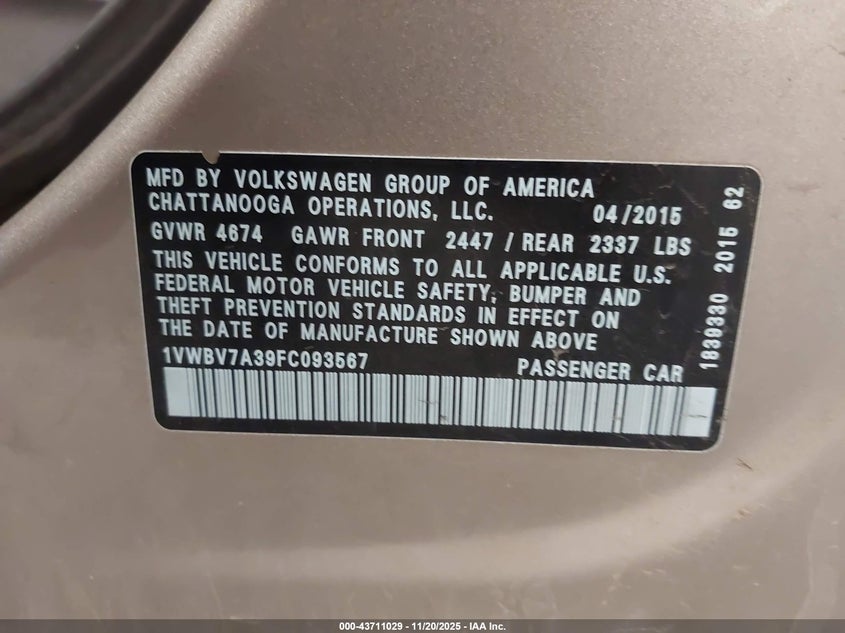 MFD BY VOLKSWAGEN GROUP OF AMERICA
CHATTANOOGA OPERATIONS, LLC. 04/2015
GVWR 4674 GAWR FRONT 2447 / REAR 2337 LBS
THIS VEHICLE CONFORMS TO ALL APPLICABLE U.S.
FEDERAL MOTOR VEHICLE SAFETY, BUMPER AND
THEFT PREVENTION STANDARDS IN EFFECT ON
THE DATE OF MANUFACTURE SHOWN ABOVE
1VWBV7A39FC093567 PASSENGER CAR
1839330 2015 62
000-43711029 - 11/20/2025 - IAA Inc.